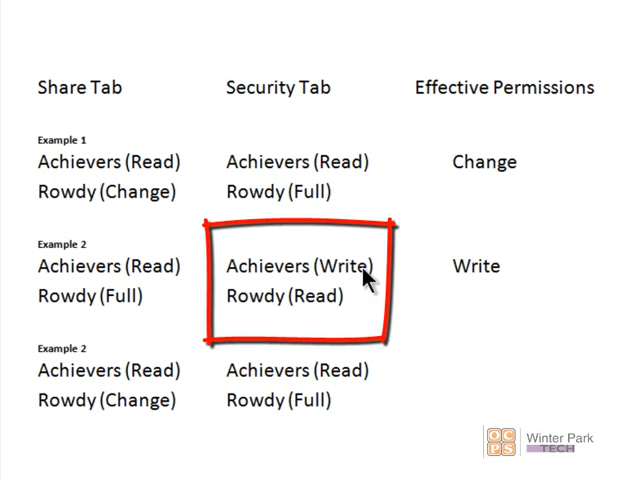 Share Tab Security Tab Effective Permissions
Example 1
Achievers (Read) Achievers (Read) Change
Rowdy (Change) Rowdy (Full)
Example 2
Achievers (Read) Achievers (Write) Write
Rowdy (Full) Rowdy (Read)
Example 2
Achievers (Read) Achievers (Read)
Rowdy (Change) Rowdy (Full)
OC
PS
Winter Park
TECH